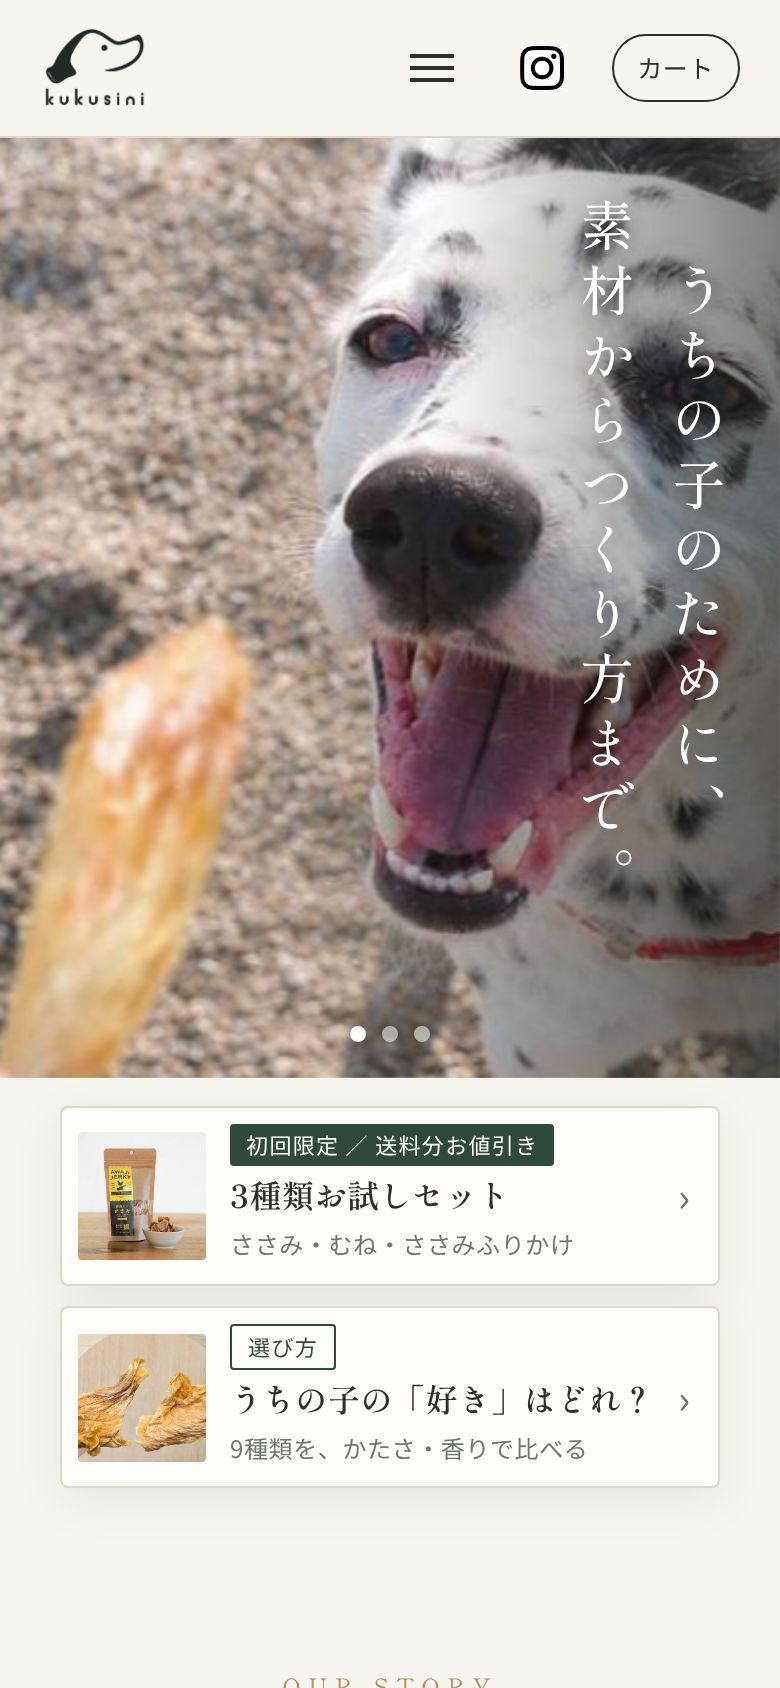 kukusini
カート
うちの子のために、
素材からつくり方まで。
AWAJI
JERKY
初回限定 ／ 送料分お値引き
3種類お試しセット
ささみ・むね・ささみふりかけ
›
選び方
うちの子の「好き」はどれ？
9種類を、かたさ・香りで比べる
›
OUR STORY